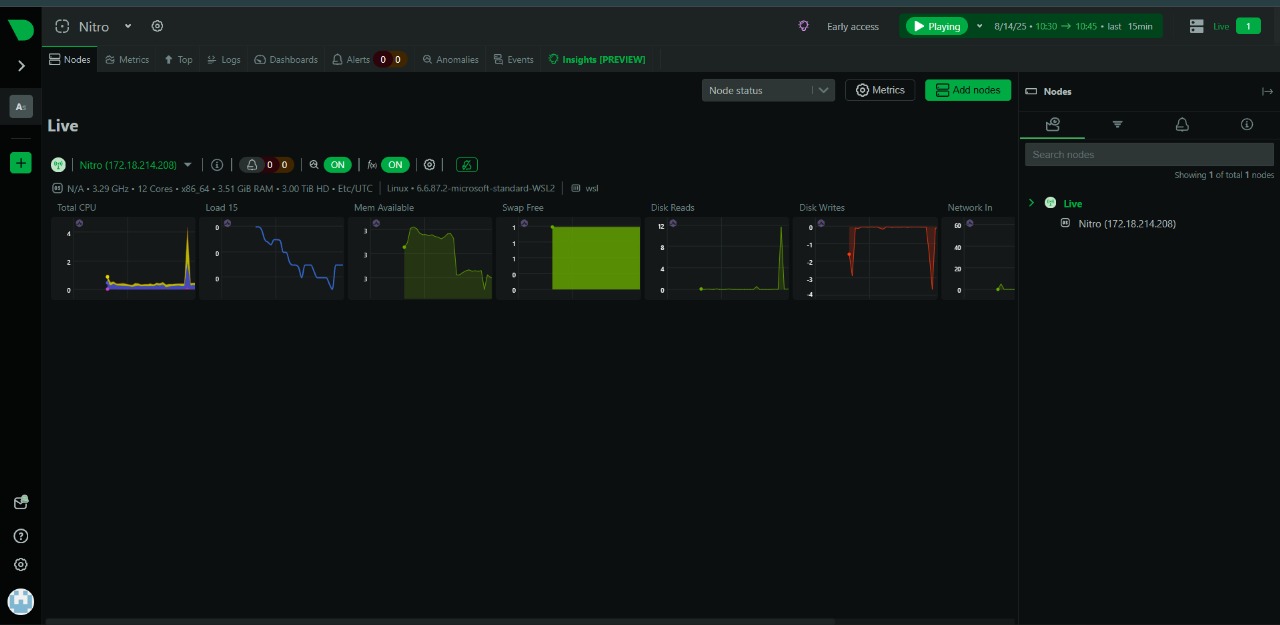 Nitro
Early access
Playing
8/14/25 • 10:30 → 10:45 • last 15min
Live 1
Nodes
Metrics
Top
Logs
Dashboards
Alerts 0 0
Anomalies
Events
Insights [PREVIEW]
As
Node status
Metrics
Add nodes
Live
Nitro (172.18.214.208)
0 0
ON
f(x) ON
N/A • 3.29 GHz • 12 Cores • x86_64 • 3.51 GiB RAM • 3.00 TiB HD • Etc/UTC
Linux • 6.6.87.2-microsoft-standard-WSL2
wsl
Total CPU
4
2
0
Load 15
0
0
0
Mem Available
3
3
3
Swap Free
1
1
1
0
0
Disk Reads
12
8
4
0
Disk Writes
0
-1
-2
-3
-4
Network In
60
40
20
0
Nodes
Search nodes
Showing 1 of total 1 nodes
Live
Nitro (172.18.214.208)